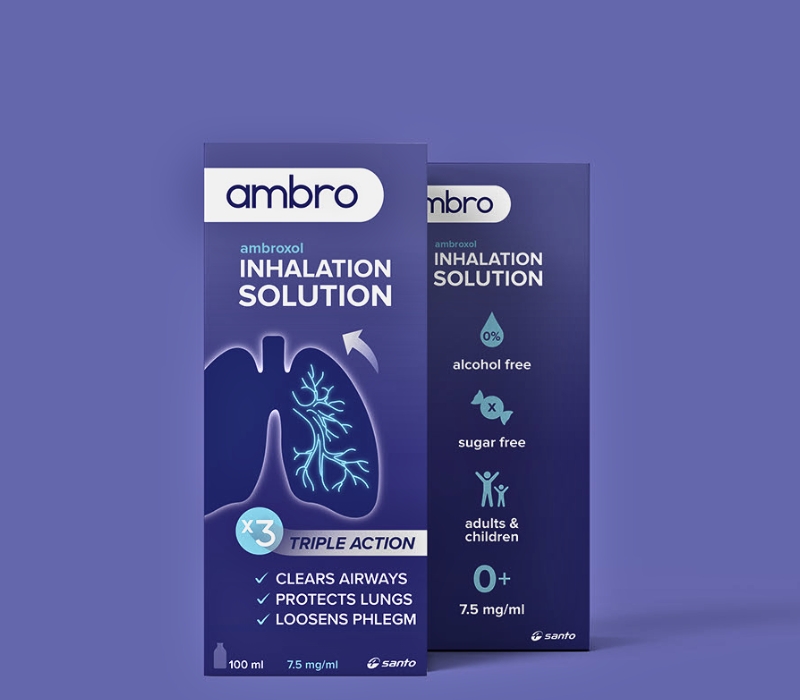 ambro
ambroxol
INHALATION
SOLUTION
x3
TRIPLE ACTION
CLEARS AIRWAYS
PROTECTS LUNGS
LOOSENS PHLEGM
100 ml
7.5 mg/ml
santo
mbro
ambroxol
INHALATION
SOLUTION
0%
alcohol free
x
sugar free
adults &
children
0+
7.5 mg/ml
santo